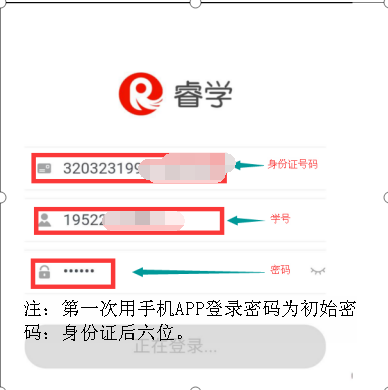 睿学
320323199 身份证号码
19522 学号
•••••• 密码
注：第一次用手机APP登录密码为初始密
码：身份证后六位。
正在登录...